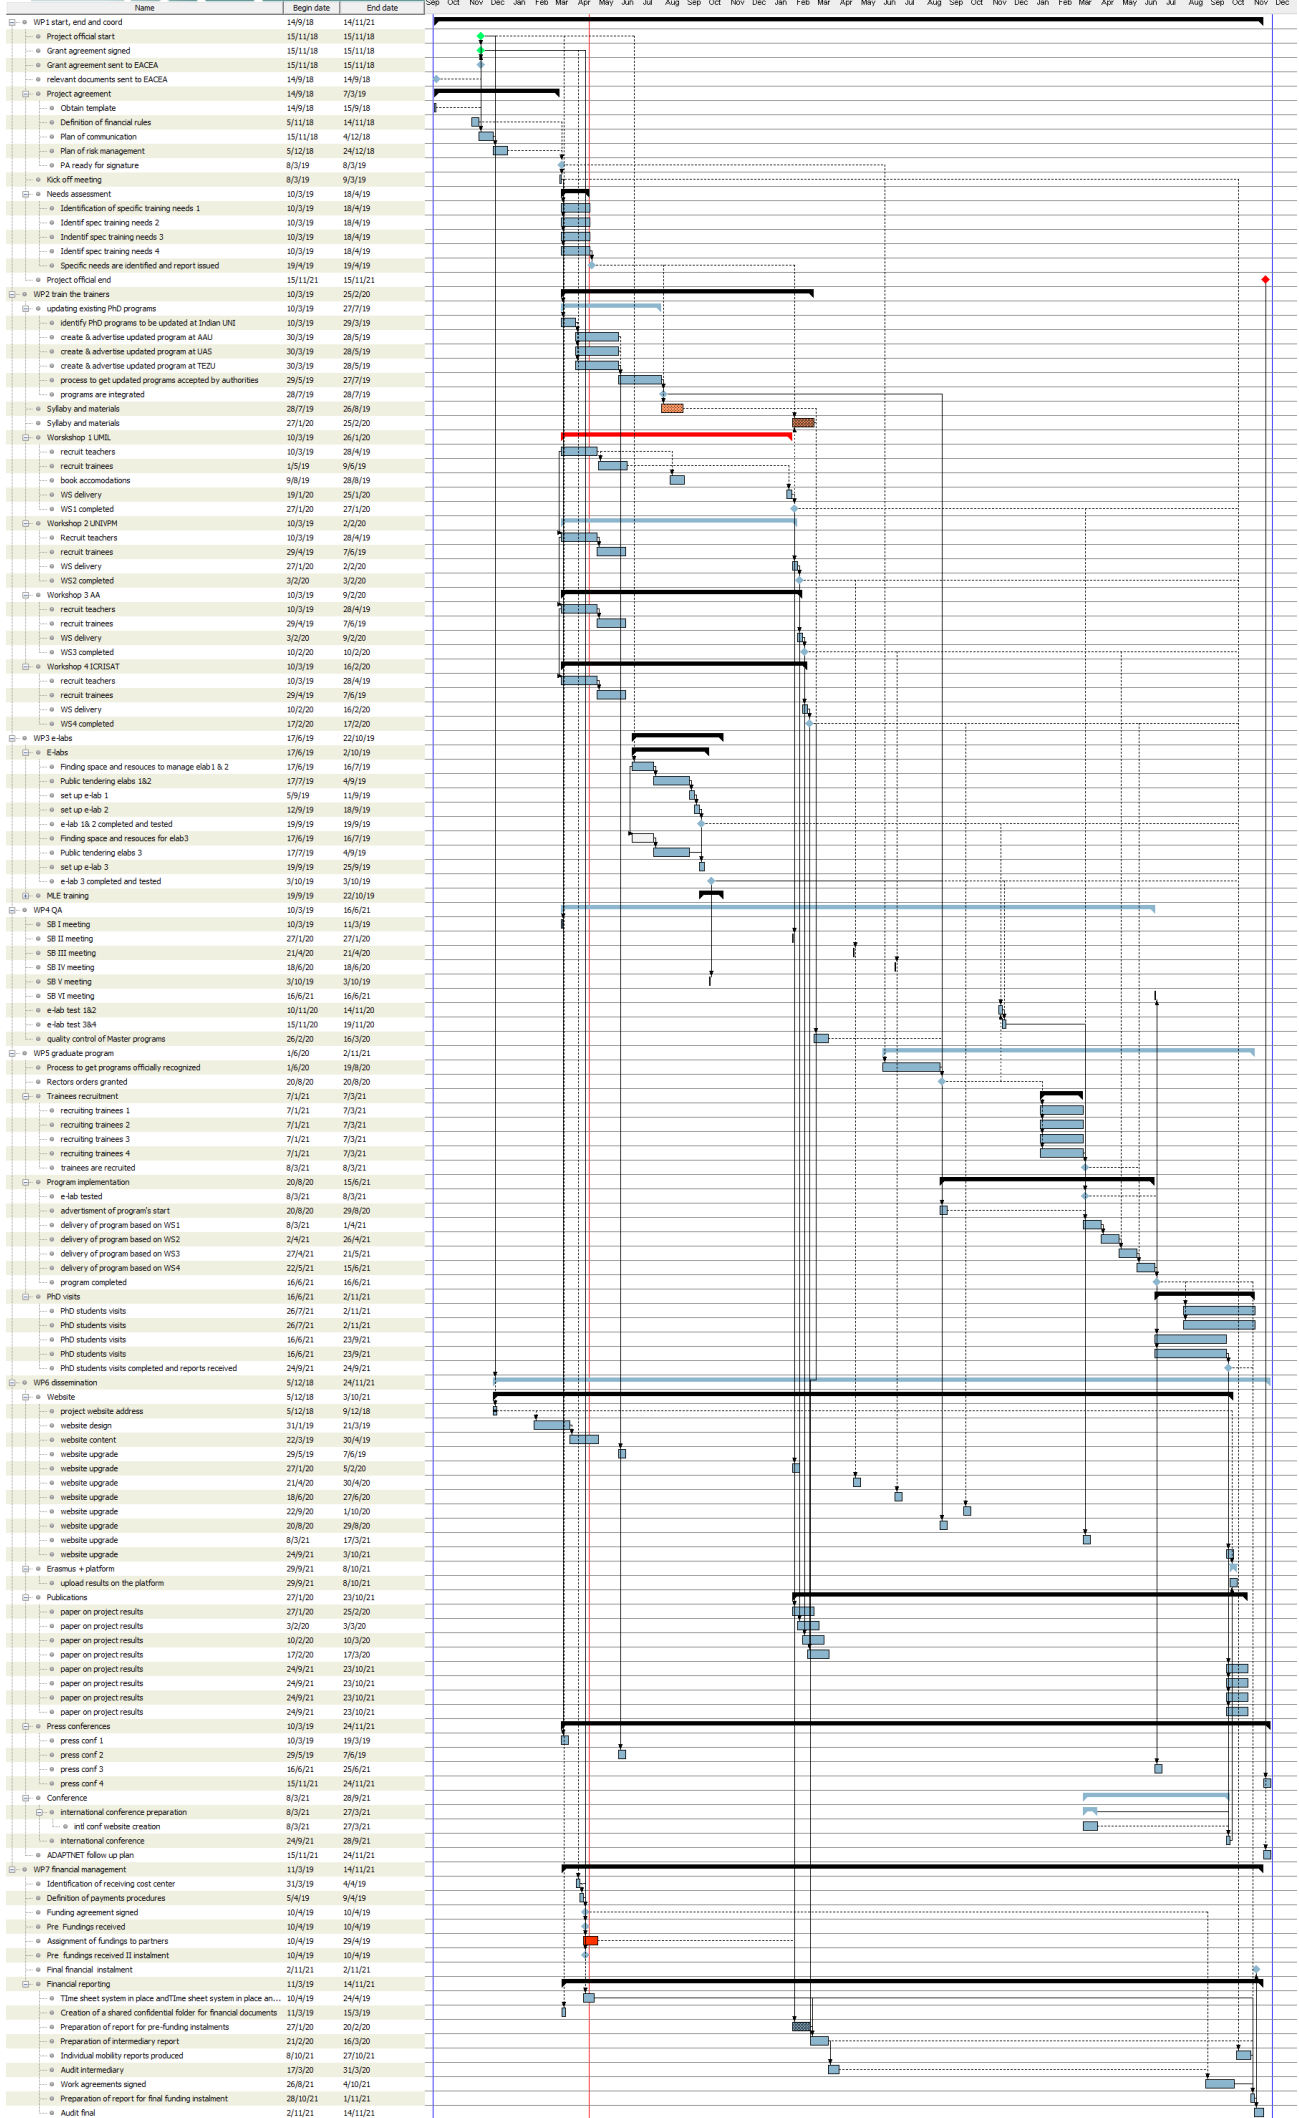 Name Begin date End date Sep Oct Nov Dec Jan Feb Mar Apr May Jun Jul Aug Sep Oct Nov Dec Jan Feb Mar Apr May Jun Jul Aug Sep Oct Nov Dec Jan Feb Mar Apr May Jun Jul Aug Sep Oct Nov Dec
WP1 start, end and coord 14/9/18 14/11/21
Project official start 15/11/18 15/11/18
Grant agreement signed 15/11/18 15/11/18
Grant agreement sent to EACEA 15/11/18 15/11/18
relevant documents sent to EACEA 14/9/18 14/9/18
Project agreement 14/9/18 7/3/19
Obtain template 14/9/18 15/9/18
Definition of financial rules 5/11/18 14/11/18
Plan of communication 15/11/18 4/12/18
Plan of risk management 5/12/18 24/12/18
PA ready for signature 8/3/19 8/3/19
Kick off meeting 8/3/19 9/3/19
Needs assessment 10/3/19 18/4/19
Identification of specific training needs 1 10/3/19 18/4/19
Identif spec training needs 2 10/3/19 18/4/19
Indentif spec training needs 3 10/3/19 18/4/19
Identif spec training needs 4 10/3/19 18/4/19
Specific needs are identified and report issued 19/4/19 19/4/19
Project official end 15/11/21 15/11/21
WP2 train the trainers 10/3/19 25/2/20
updating existing PhD programs 10/3/19 27/7/19
identify PhD programs to be updated at Indian UNI 10/3/19 29/3/19
create & advertise updated program at AAU 30/3/19 28/5/19
create & advertise updated program at UAS 30/3/19 28/5/19
create & advertise updated program at TEZU 30/3/19 28/5/19
process to get updated programs accepted by authorities 29/5/19 27/7/19
programs are integrated 28/7/19 28/7/19
Syllaby and materials 28/7/19 26/8/19
Syllaby and materials 27/1/20 25/2/20
Worskshop 1 UMIL 10/3/19 26/1/20
recruit teachers 10/3/19 28/4/19
recruit trainees 1/5/19 9/6/19
book accomodations 9/8/19 28/8/19
WS delivery 19/1/20 25/1/20
WS1 completed 27/1/20 27/1/20
Workshop 2 UNIVPM 10/3/19 2/2/20
Recruit teachers 10/3/19 28/4/19
recruit trainees 29/4/19 7/6/19
WS delivery 27/1/20 2/2/20
WS2 completed 3/2/20 3/2/20
Workshop 3 AA 10/3/19 9/2/20
recruit teachers 10/3/19 28/4/19
recruit trainees 29/4/19 7/6/19
WS delivery 3/2/20 9/2/20
WS3 completed 10/2/20 10/2/20
Workshop 4 ICRISAT 10/3/19 16/2/20
recruit teachers 10/3/19 28/4/19
recruit trainees 29/4/19 7/6/19
WS delivery 10/2/20 16/2/20
WS4 completed 17/2/20 17/2/20
WP3 e-labs 17/6/19 22/10/19
E-labs 17/6/19 2/10/19
Finding space and resouces to manage elab1 & 2 17/6/19 16/7/19
Public tendering elabs 1&2 17/7/19 4/9/19
set up e-lab 1 5/9/19 11/9/19
set up e-lab 2 12/9/19 18/9/19
e-lab 1& 2 completed and tested 19/9/19 19/9/19
Finding space and resouces for elab3 17/6/19 16/7/19
Public tendering elabs 3 17/7/19 4/9/19
set up e-lab 3 19/9/19 25/9/19
e-lab 3 completed and tested 3/10/19 3/10/19
MLE training 19/9/19 22/10/19
WP4 QA 10/3/19 16/6/21
SB I meeting 10/3/19 11/3/19
SB II meeting 27/1/20 27/1/20
SB III meeting 21/4/20 21/4/20
SB IV meeting 18/6/20 18/6/20
SB V meeting 3/10/19 3/10/19
SB VI meeting 16/6/21 16/6/21
e-lab test 1&2 10/11/20 14/11/20
e-lab test 3&4 15/11/20 19/11/20
quality control of Master programs 26/2/20 16/3/20
WP5 graduate program 1/6/20 2/11/21
Process to get programs officially recognized 1/6/20 19/8/20
Rectors orders granted 20/8/20 20/8/20
Trainees recruitment 7/1/21 7/3/21
recruiting trainees 1 7/1/21 7/3/21
recruiting trainees 2 7/1/21 7/3/21
recruiting trainees 3 7/1/21 7/3/21
recruiting trainees 4 7/1/21 7/3/21
trainees are recruited 8/3/21 8/3/21
Program implementation 20/8/20 15/6/21
e-lab tested 8/3/21 8/3/21
advertisment of program's start 20/8/20 29/8/20
delivery of program based on WS1 8/3/21 1/4/21
delivery of program based on WS2 2/4/21 26/4/21
delivery of program based on WS3 27/4/21 21/5/21
delivery of program based on WS4 22/5/21 15/6/21
program completed 16/6/21 16/6/21
PhD visits 16/6/21 2/11/21
PhD students visits 26/7/21 2/11/21
PhD students visits 26/7/21 2/11/21
PhD students visits 16/6/21 23/9/21
PhD students visits 16/6/21 23/9/21
PhD students visits completed and reports received 24/9/21 24/9/21
WP6 dissemination 5/12/18 24/11/21
Website 5/12/18 3/10/21
project website address 5/12/18 9/12/18
website design 31/1/19 21/3/19
website content 22/3/19 30/4/19
website upgrade 29/5/19 7/6/19
website upgrade 27/1/20 5/2/20
website upgrade 21/4/20 30/4/20
website upgrade 18/6/20 27/6/20
website upgrade 22/9/20 1/10/20
website upgrade 20/8/20 29/8/20
website upgrade 8/3/21 17/3/21
website upgrade 24/9/21 3/10/21
Erasmus + platform 29/9/21 8/10/21
upload results on the platform 29/9/21 8/10/21
Publications 27/1/20 23/10/21
paper on project results 27/1/20 25/2/20
paper on project results 3/2/20 3/3/20
paper on project results 10/2/20 10/3/20
paper on project results 17/2/20 17/3/20
paper on project results 24/9/21 23/10/21
paper on project results 24/9/21 23/10/21
paper on project results 24/9/21 23/10/21
paper on project results 24/9/21 23/10/21
Press conferences 10/3/19 24/11/21
press conf 1 10/3/19 19/3/19
press conf 2 29/5/19 7/6/19
press conf 3 16/6/21 25/6/21
press conf 4 15/11/21 24/11/21
Conference 8/3/21 28/9/21
international conference preparation 8/3/21 27/3/21
intl conf website creation 8/3/21 27/3/21
international conference 24/9/21 28/9/21
ADAPTNET follow up plan 15/11/21 24/11/21
WP7 financial management 11/3/19 14/11/21
Identification of receiving cost center 31/3/19 4/4/19
Definition of payments procedures 5/4/19 9/4/19
Funding agreement signed 10/4/19 10/4/19
Pre Fundings received 10/4/19 10/4/19
Assignment of fundings to partners 10/4/19 29/4/19
Pre fundings received II instalment 10/4/19 10/4/19
Final financial instalment 2/11/21 2/11/21
Financial reporting 11/3/19 14/11/21
TIme sheet system in place andTIme sheet system in place an... 10/4/19 24/4/19
Creation of a shared confidential folder for financial documents 11/3/19 15/3/19
Preparation of report for pre-funding instalments 27/1/20 20/2/20
Preparation of intermediary report 21/2/20 16/3/20
Individual mobility reports produced 8/10/21 27/10/21
Audit intermediary 17/3/20 31/3/20
Work agreements signed 26/8/21 4/10/21
Preparation of report for final funding instalment 28/10/21 1/11/21
Audit final 2/11/21 14/11/21